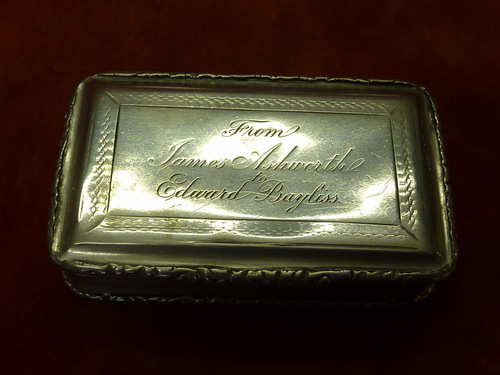 From
James Ashworth
to
Edward Bayliss.